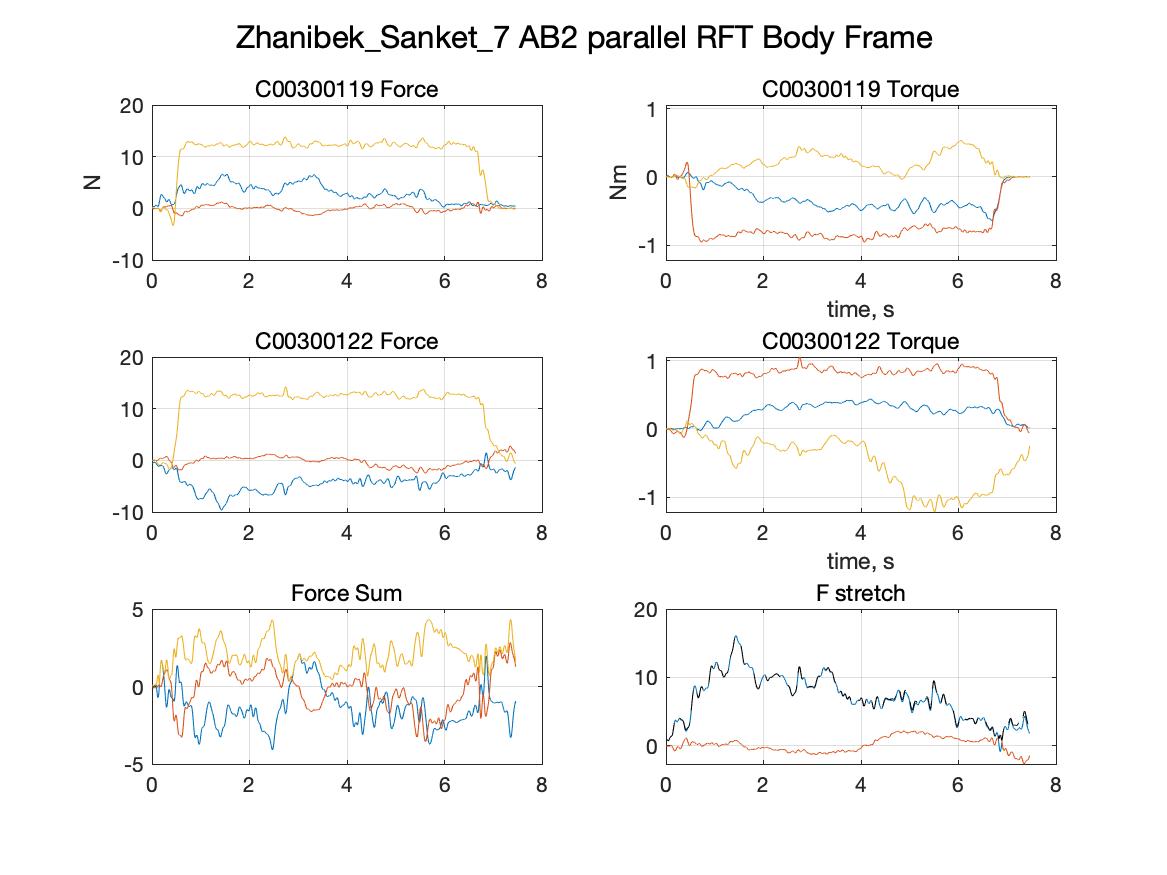 Zhanibek_Sanket_7 AB2 parallel RFT Body Frame
C00300119 Force
20
10
0
-10
N
0 2 4 6 8
C00300119 Torque
1
0
-1
Nm
0 2 4 6 8
time, s
C00300122 Force
20
10
0
-10
0 2 4 6 8
C00300122 Torque
1
0
-1
0 2 4 6 8
time, s
Force Sum
5
0
-5
0 2 4 6 8
F stretch
20
10
0
0 2 4 6 8